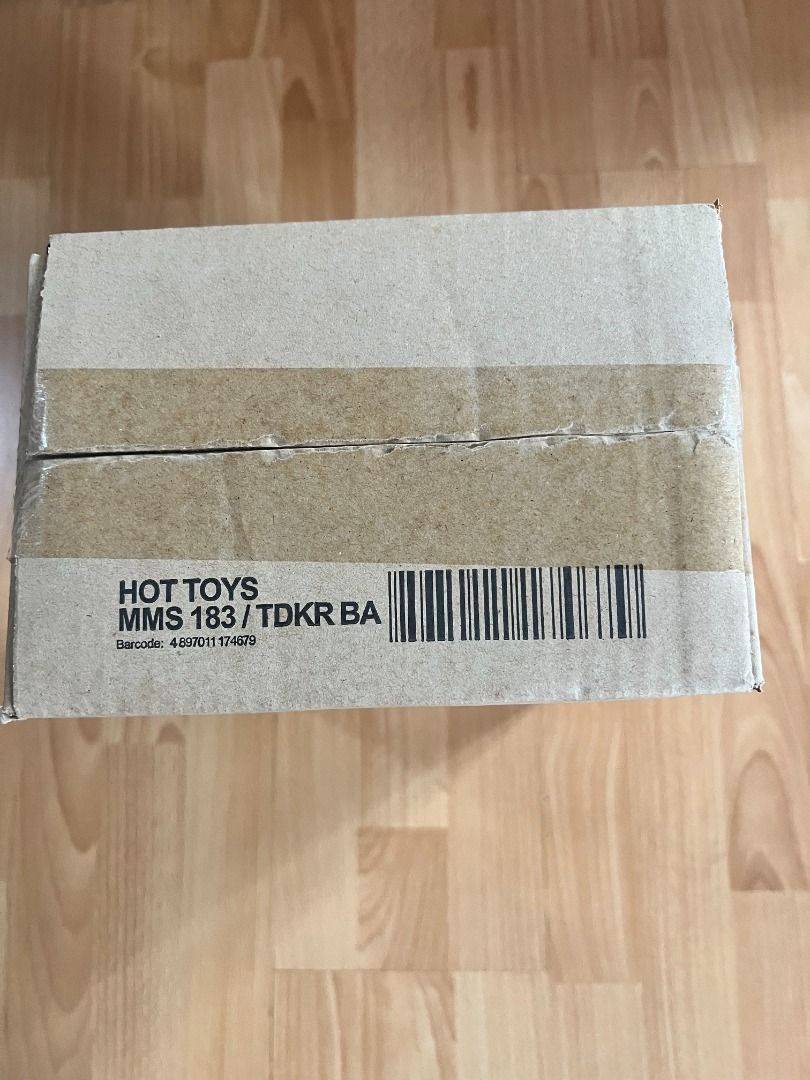 HOT TOYS
MMS 183 / TDKR BA
Barcode: 4 897011 174679